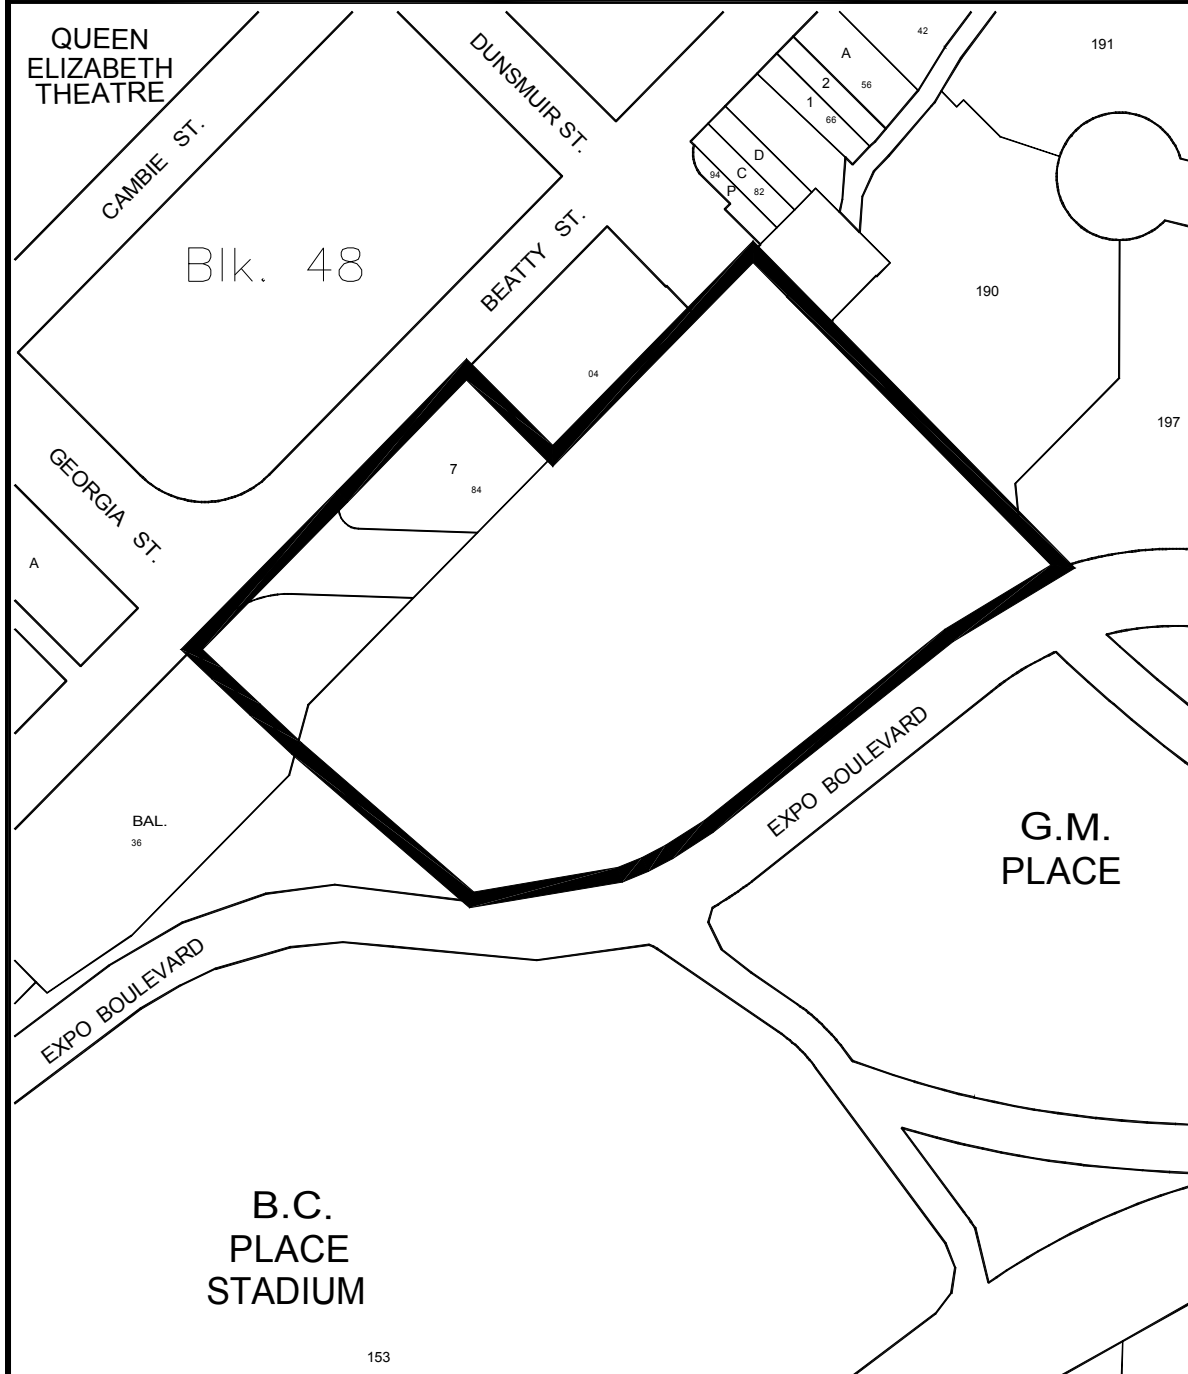 QUEEN
ELIZABETH
THEATRE
DUNSMUIR ST.
42
191
A
56
2
1
66
CAMBIE ST.
D
C
94
P
82
BEATTY ST.
Blk. 48
190
04
197
7
84
GEORGIA ST.
A
EXPO BOULEVARD
BAL.
36
G.M.
PLACE
EXPO BOULEVARD
B.C.
PLACE
STADIUM
153